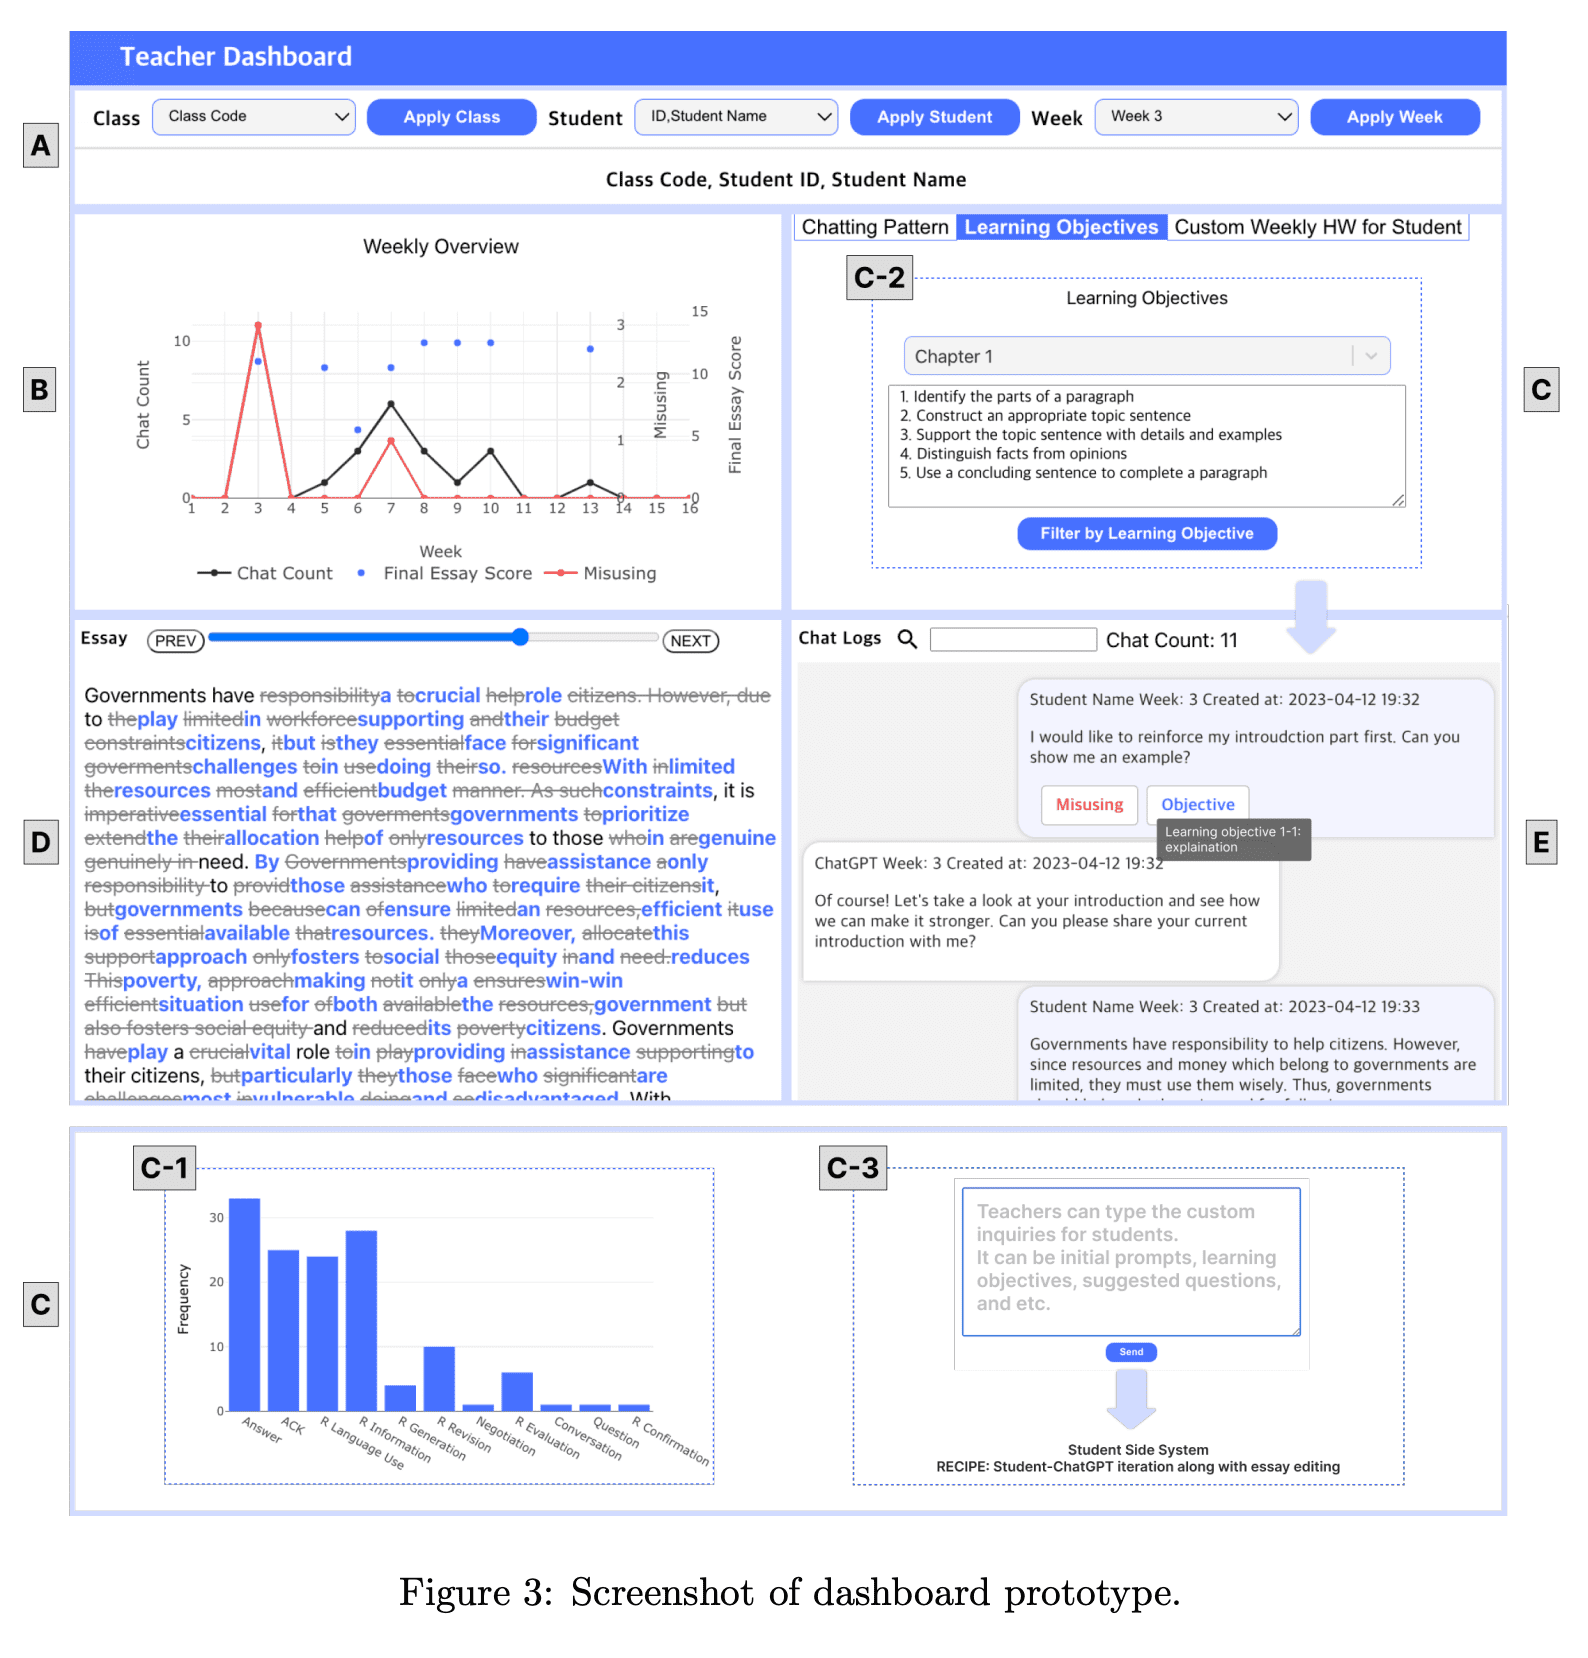 Teacher Dashboard
A
Class Class Code Apply Class Student ID,Student Name Apply Student Week Week 3 Apply Week
Class Code, Student ID, Student Name
B
Weekly Overview
Chat Count
10
5
0
3
2
1
0
Misusing
15
10
5
0
Final Essay Score
1 2 3 4 5 6 7 8 9 10 11 12 13 14 15 16
Week
Chat Count Final Essay Score Misusing
C
Chatting Pattern Learning Objectives Custom Weekly HW for Student
C-2
Learning Objectives
Chapter 1
1. Identify the parts of a paragraph
2. Construct an appropriate topic sentence
3. Support the topic sentence with details and examples
4. Distinguish facts from opinions
5. Use a concluding sentence to complete a paragraph
Filter by Learning Objective
D
Essay PREV NEXT
Governments have responsibilitya tocrucial helprole citizens. However, due
to theplay limitedin workforcesupporting andtheir budget
constraintscitizens, itbut isthey essentialface forsignificant
govermentschallenges toin usedoing theirso. resourcesWith inlimited
theresources mostand efficientbudget manner. As suchconstraints, it is
imperativeessential forthat govermentsgovernments toprioritize
extendthe theirallocation helpof onlyresources to those whoin aregenuine
genuinely in need. By Governmentsproviding haveassistance aonly
responsibility to providthose assistancewho torequire their citizensit,
butgovernments becausecan ofensure limitedan resources,efficient ituse
isof essentialavailable thatresources. theyMoreover, allocatethis
supportapproach onlyfosters tosocial thoseequity inand need.reduces
Thispoverty, approachmaking notit onlya ensureswin-win
efficientsituation usefor ofboth availablethe resources,government but
also fosters social equity and reducedits povertycitizens. Governments
haveplay a crucialvital role toin playproviding inassistance supportingto
their citizens, butparticularly theythose facewho significantare
challengesmost invulnerable doingand sodisadvantaged. With
E
Chat Logs Chat Count: 11
Student Name Week: 3 Created at: 2023-04-12 19:32
I would like to reinforce my introudction part first. Can you
show me an example?
Misusing Objective
Learning objective 1-1:
explaination
ChatGPT Week: 3 Created at: 2023-04-12 19:32
Of course! Let's take a look at your introduction and see how
we can make it stronger. Can you please share your current
introduction with me?
Student Name Week: 3 Created at: 2023-04-12 19:33
Governments have responsibility to help citizens. However,
since resources and money which belong to governments are
limited, they must use them wisely. Thus, governments
C
C-1
Frequency
30
20
10
0
Answer
ACK
R Language Use
R Information
R Generation
R Revision
Negotiation
R Evaluation
Conversation
Question
R Confirmation
C-3
Teachers can type the custom
inquiries for students.
It can be initial prompts, learning
objectives, suggested questions,
and etc.
Send
Student Side System
RECIPE: Student-ChatGPT iteration along with essay editing
Figure 3: Screenshot of dashboard prototype.